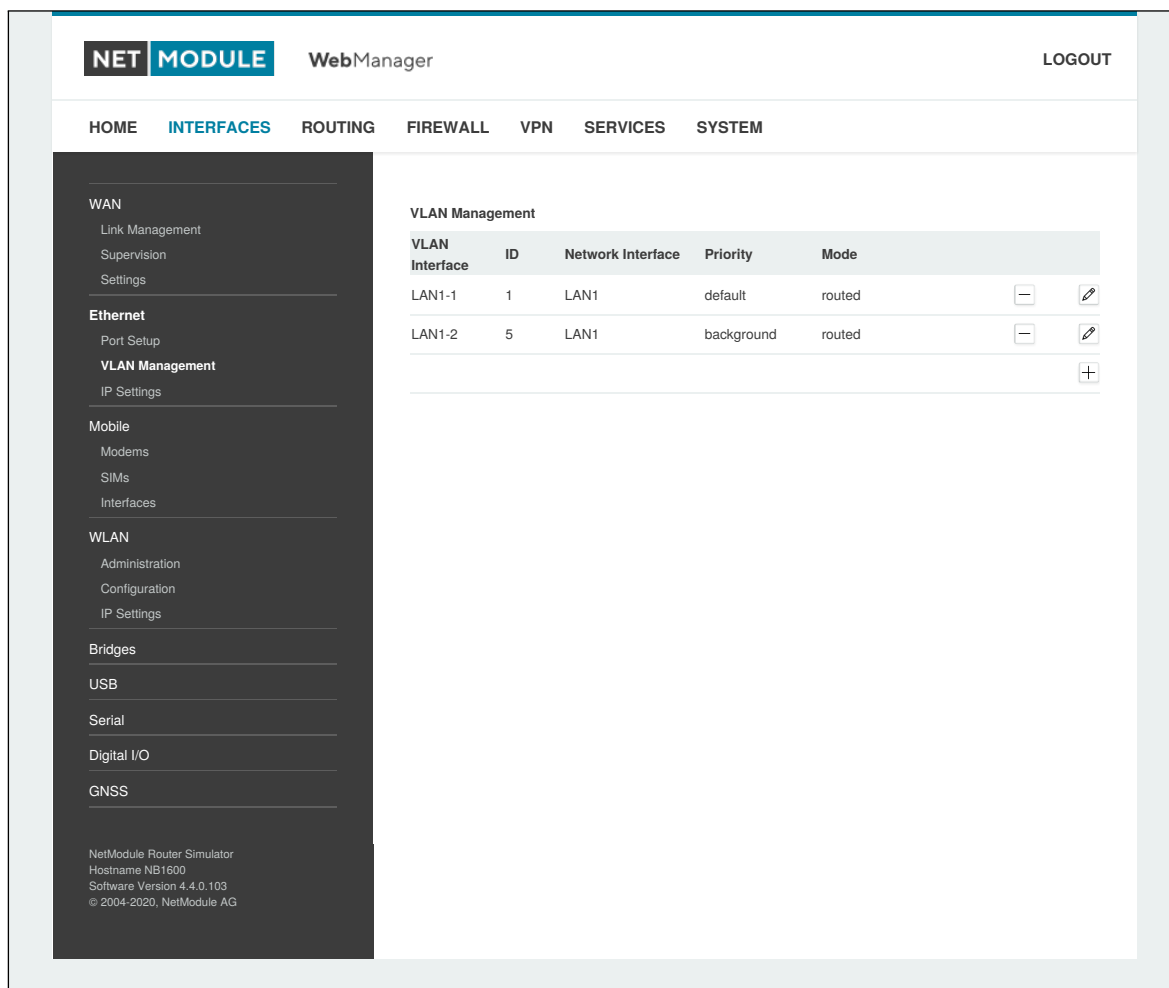 NET MODULE WebManager LOGOUT
HOME INTERFACES ROUTING FIREWALL VPN SERVICES SYSTEM
WAN
Link Management
Supervision
Settings
Ethernet
Port Setup
VLAN Management
IP Settings
Mobile
Modems
SIMs
Interfaces
WLAN
Administration
Configuration
IP Settings
Bridges
USB
Serial
Digital I/O
GNSS
NetModule Router Simulator
Hostname NB1600
Software Version 4.4.0.103
© 2004-2020, NetModule AG
VLAN Management
VLAN
Interface ID Network Interface Priority Mode
LAN1-1 1 LAN1 default routed
LAN1-2 5 LAN1 background routed